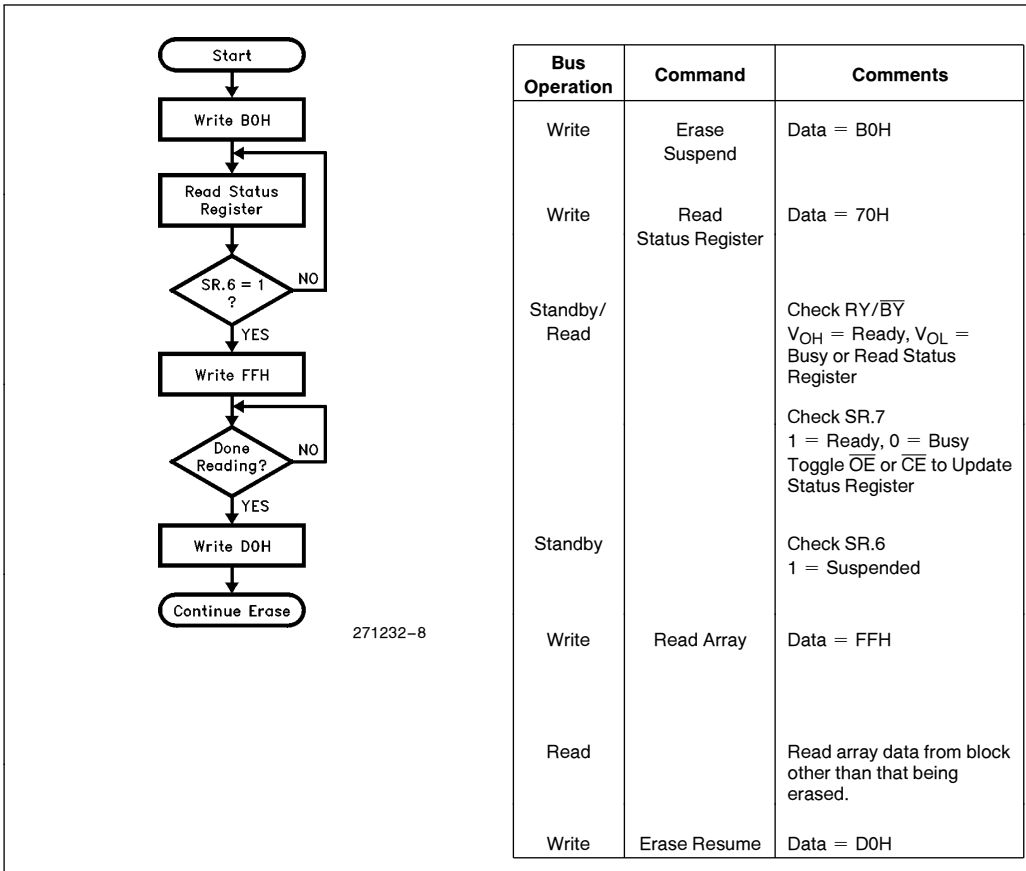 Start
Write B0H
Read Status
Register
SR.6 = 1
?
NO
YES
Write FFH
Done
Reading?
NO
YES
Write D0H
Continue Erase
271232–8
Bus
Operation
Command
Comments
Write
Erase
Suspend
Data = B0H
Write
Read
Status Register
Data = 70H
Standby/
Read
Check RY/B̅Y̅
VOH = Ready, VOL =
Busy or Read Status
Register
Check SR.7
1 = Ready, 0 = Busy
Toggle O̅E̅ or C̅E̅ to Update
Status Register
Standby
Check SR.6
1 = Suspended
Write
Read Array
Data = FFH
Read
Read array data from block
other than that being
erased.
Write
Erase Resume
Data = D0H